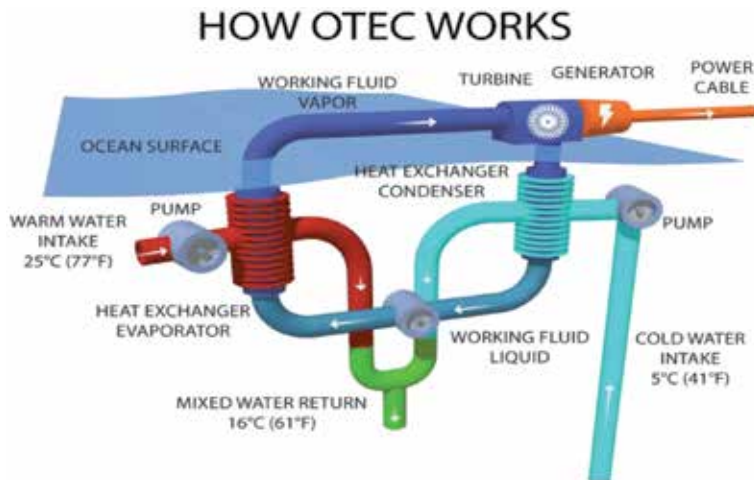 HOW OTEC WORKS
WORKING FLUID
VAPOR
TURBINE
GENERATOR
POWER
CABLE
OCEAN SURFACE
HEAT EXCHANGER
CONDENSER
WARM WATER
INTAKE
25°C (77°F)
PUMP
PUMP
HEAT EXCHANGER
EVAPORATOR
WORKING FLUID
LIQUID
COLD WATER
INTAKE
5°C (41°F)
MIXED WATER RETURN
16°C (61°F)